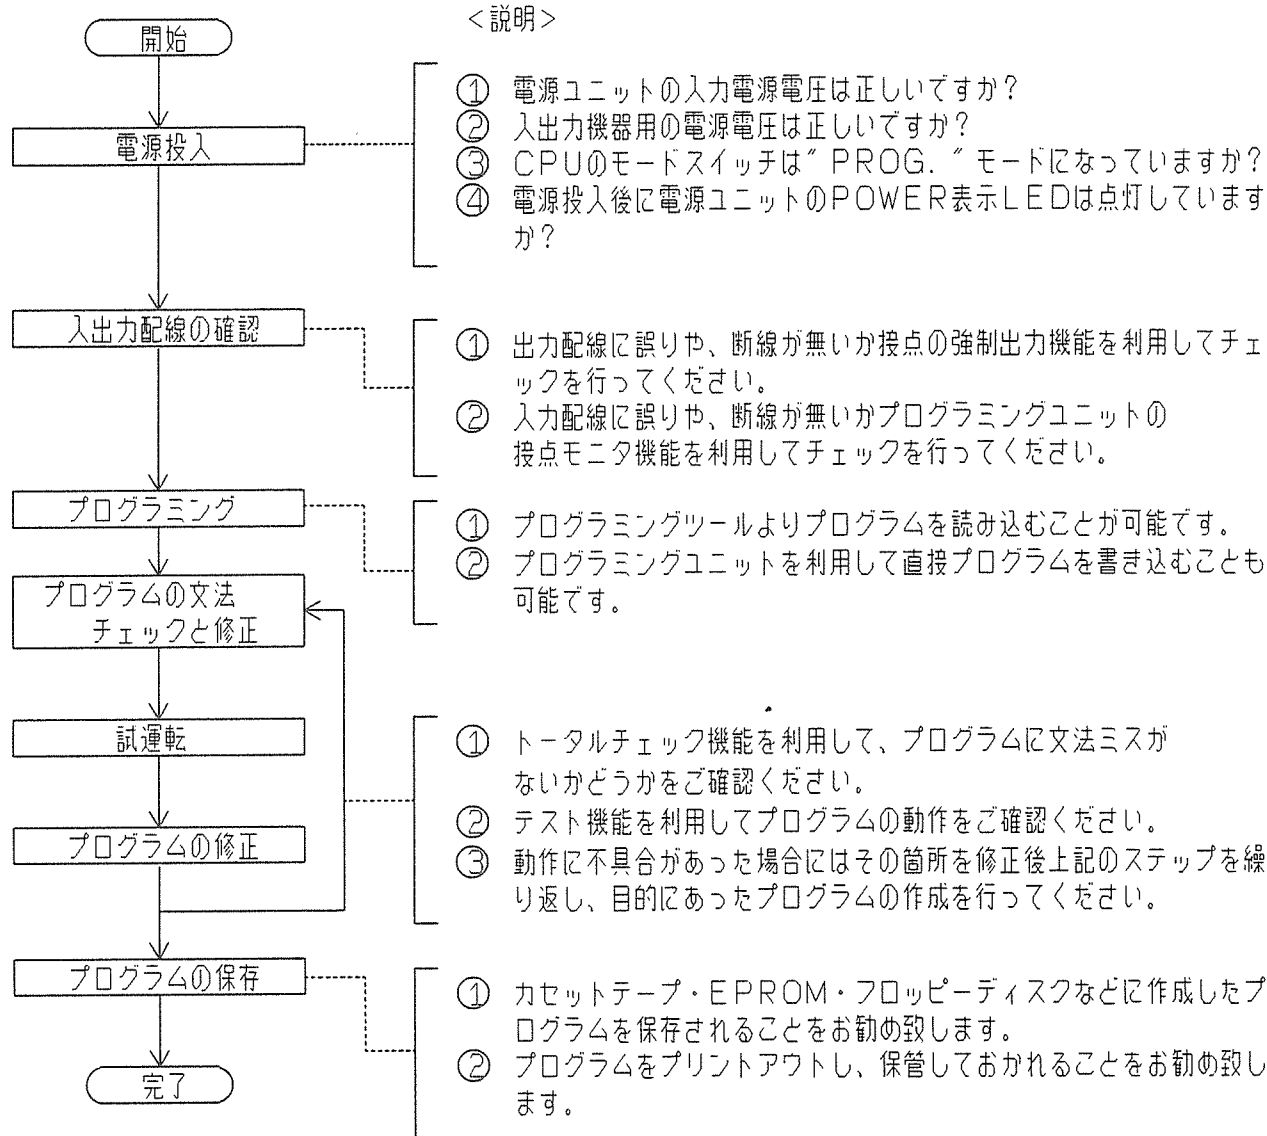 <説明>
開始
電源投入
① 電源ユニットの入力電源電圧は正しいですか?
② 入出力機器用の電源電圧は正しいですか?
③ CPUのモードスイッチは″PROG.″モードになっていますか?
④ 電源投入後に電源ユニットのPOWER表示LEDは点灯しています
か?
入出力配線の確認
① 出力配線に誤りや、断線が無いか接点の強制出力機能を利用してチェ
ックを行ってください。
② 入力配線に誤りや、断線が無いかプログラミングユニットの
接点モニタ機能を利用してチェックを行ってください。
プログラミング
① プログラミングツールよりプログラムを読み込むことが可能です。
② プログラミングユニットを利用して直接プログラムを書き込むことも
可能です。
プログラムの文法
チェックと修正
試運転
プログラムの修正
① トータルチェック機能を利用して、プログラムに文法ミスが
ないかどうかをご確認ください。
② テスト機能を利用してプログラムの動作をご確認ください。
③ 動作に不具合があった場合にはその箇所を修正後上記のステップを繰
り返し、目的にあったプログラムの作成を行ってください。
プログラムの保存
① カセットテープ・EPROM・フロッピーディスクなどに作成したプ
ログラムを保存されることをお勧め致します。
② プログラムをプリントアウトし、保管しておかれることをお勧め致し
ます。
完了